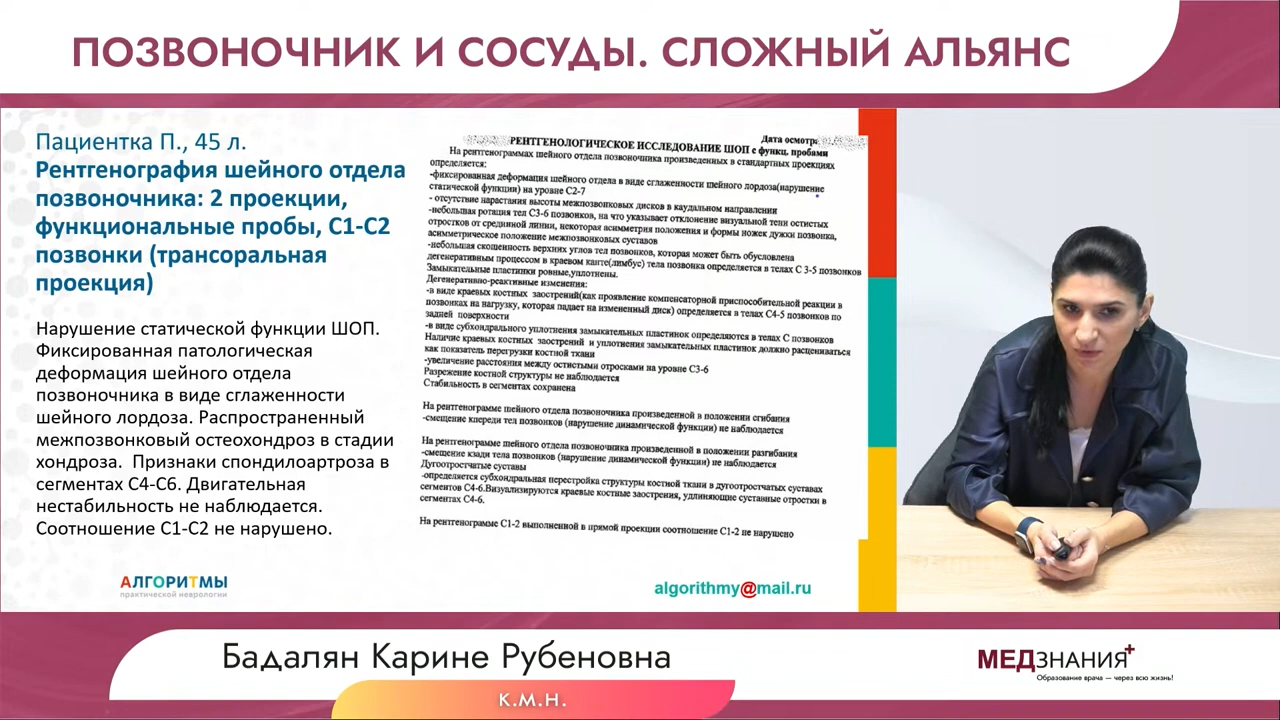 ПОЗВОНОЧНИК И СОСУДЫ. СЛОЖНЫЙ АЛЬЯНС
Пациентка П., 45 л.
Рентгенография шейного отдела
позвоночника: 2 проекции,
функциональные пробы, С1-С2
позвонки (трансоральная
проекция)
Нарушение статической функции ШОП.
Фиксированная патологическая
деформация шейного отдела
позвоночника в виде сглаженности
шейного лордоза. Распространенный
межпозвонковый остеохондроз в стадии
хондроза. Признаки спондилоартроза в
сегментах С4-С6. Двигательная
нестабильность не наблюдается.
Соотношение С1-С2 не нарушено.
АЛГОРИТМЫ
практической неврологии
Дата осмотра
РЕНТГЕНОЛОГИЧЕСКОЕ ИССЛЕДОВАНИЕ ШОП с функц. пробами
На рентгенограммах шейного отдела позвоночника произведенных в стандартных проекциях
определяется:
-фиксированная деформация шейного отдела в виде сглаженности шейного лордоза(нарушение
статической функции) на уровне С2-7
- отсутствие нарастания высоты межпозвонковых дисков в каудальном направлении
-небольшая ротация тел С3-6 позвонков, на что указывает отклонение визуальной тени остистых
отростков от срединной линии, некоторая асимметрия положения и формы ножек дужки позвонка,
асимметрическое положение межпозвонковых суставов
-небольшая скошенность верхних углов тел позвонков, которая может быть обусловлена
дегенеративным процессом в краевом канте(лимбус) тела позвонка определяется в телах С 3-5 позвонков
Замыкательные пластинки ровные,уплотнены.
Дегенеративно-реактивные изменения:
-в виде краевых костных заострений(как проявление компенсаторной приспособительной реакции в
позвонках на нагрузку, которая падает на измененный диск) определяется в телах С4-5 позвонков по
задней поверхности
-в виде субхондрального уплотнения замыкательных пластинок определяются в телах С позвонков
Наличие краевых костных заострений и уплотнения замыкательных пластинок должно расцениваться
как показатель перегрузки костной ткани
-увеличение расстояния между остистыми отросками на уровне С3-6
Разрежение костной структуры не наблюдается
Стабильность в сегментах сохранена
На рентгенограмме шейного отдела позвоночника произведенной в положении сгибания
-смещение кпереди тел позвонков (нарушение динамической функции) не наблюдается
На рентгенограмме шейного отдела позвоночника произведенной в положении разгибания
-смещение кзади тела позвонков (нарушение динамической функции) не наблюдается
Дугоотростчатые суставы
-определяется субхондральная перестройка структуры костной ткани в дугоотростчатых суставах
сегментов С4-6.Визуализируются краевые костные заострения, удлиняющие суставные отростки в
сегментах С4-6.
На рентгенограмме С1-2 выполненной в прямой проекции соотношение С1-2 не нарушено
algorithmy@mail.ru
Бадалян Карине Рубеновна
К.М.Н.
МЕДЗНАНИЯ+
Образование врача — через всю жизнь!